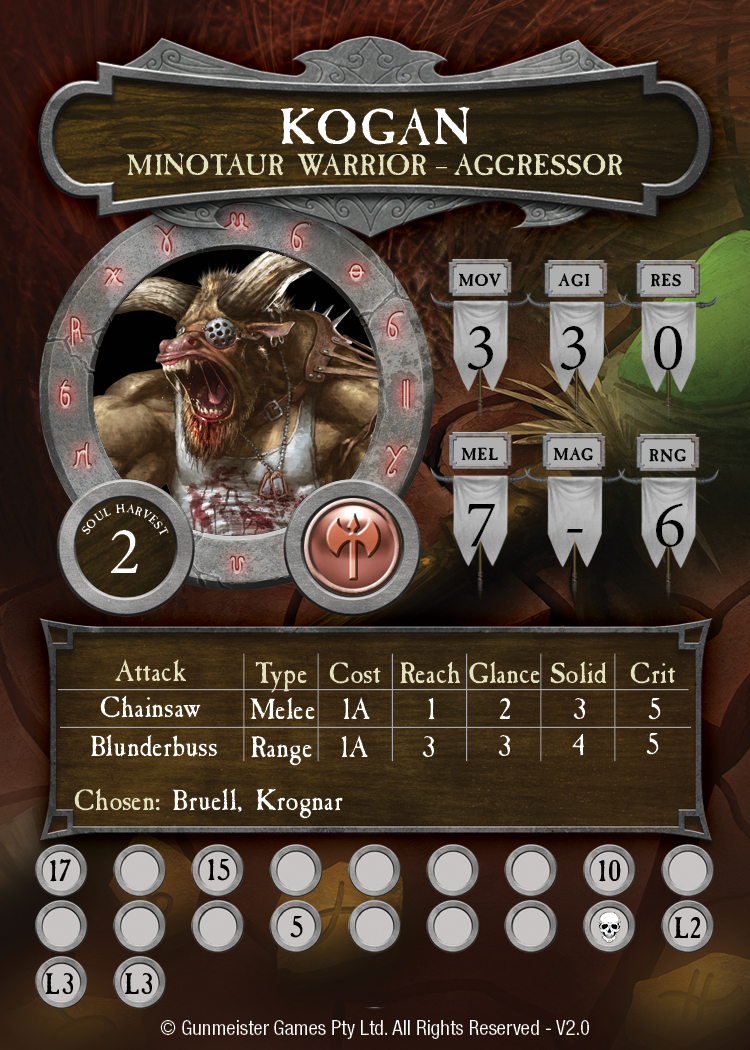 KOGAN
MINOTAUR WARRIOR – AGGRESSOR
MOV AGI RES
3 3 0
MEL MAG RNG
7 - 6
SOUL HARVEST
2
Attack Type Cost Reach Glance Solid Crit
Chainsaw Melee 1A 1 2 3 5
Blunderbuss Range 1A 3 3 4 5
Chosen: Bruell, Krognar
17 15 10
5 L2
L3 L3
© Gunmeister Games Pty Ltd. All Rights Reserved - V2.0